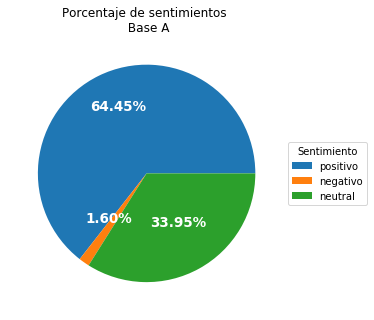 Porcentaje de sentimientos
Base A
64.45%
1.60%
33.95%
Sentimiento
positivo
negativo
neutral